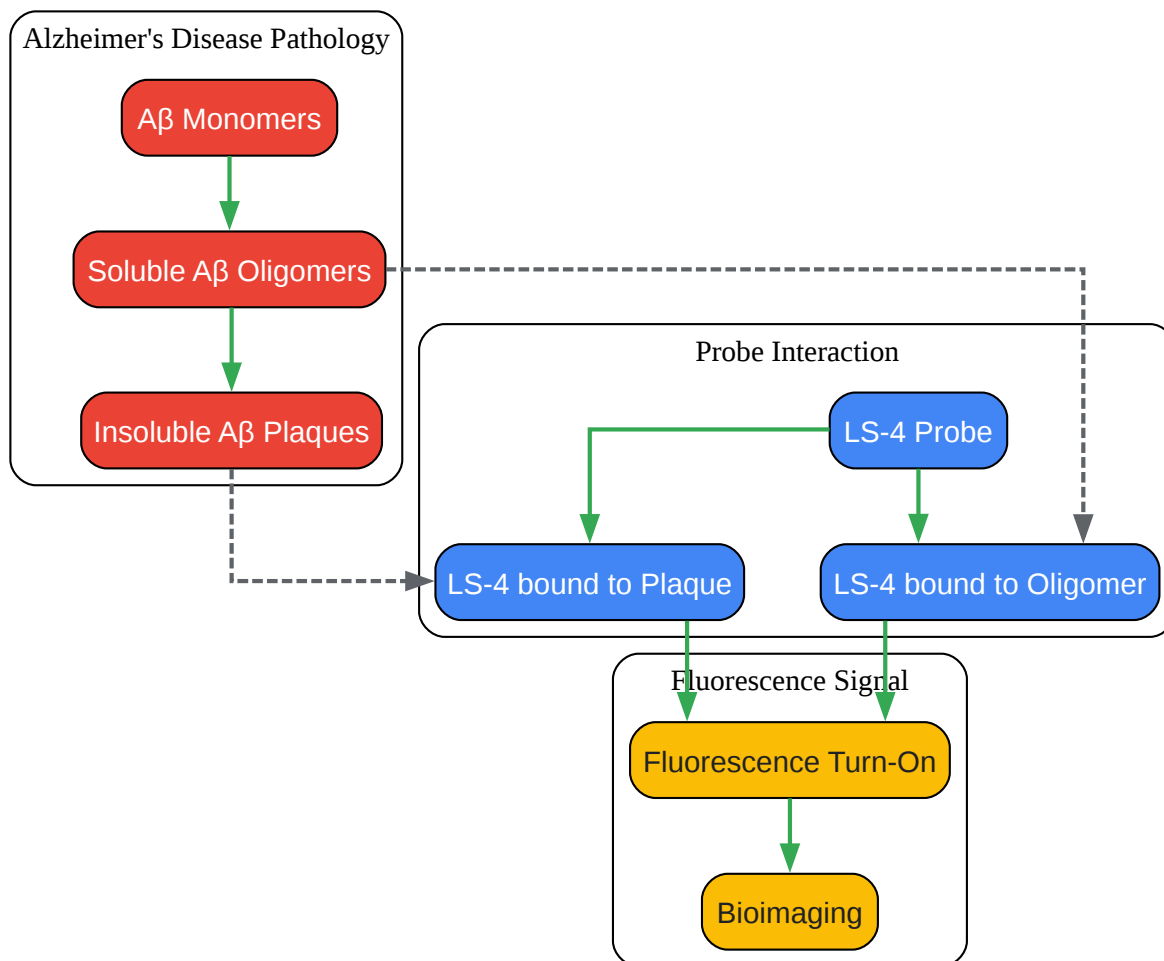 Alzheimer's Disease Pathology
Aβ Monomers
Soluble Aβ Oligomers
Insoluble Aβ Plaques
Probe Interaction
LS-4 Probe
LS-4 bound to Plaque
LS-4 bound to Oligomer
Fluorescence Signal
Fluorescence Turn-On
Bioimaging